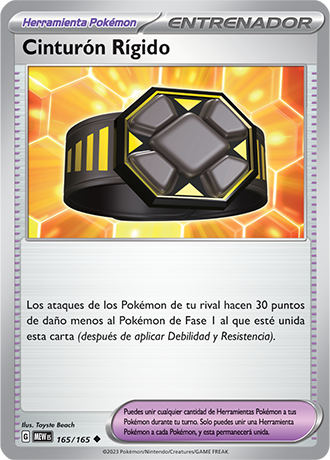 Herramienta Pokémon
ENTRENADOR
Cinturón Rígido
Los ataques de los Pokémon de tu rival hacen 30 puntos
de daño menos al Pokémon de Fase 1 al que esté unida
esta carta (después de aplicar Debilidad y Resistencia).
Ilus. Toyste Beach
G MEW ES 165/165 ◆
Puedes unir cualquier cantidad de Herramientas Pokémon a tus
Pokémon durante tu turno. Solo puedes unir una Herramienta
Pokémon a cada Pokémon, y esta permanecerá unida.
©2023 Pokémon/Nintendo/Creatures/GAME FREAK